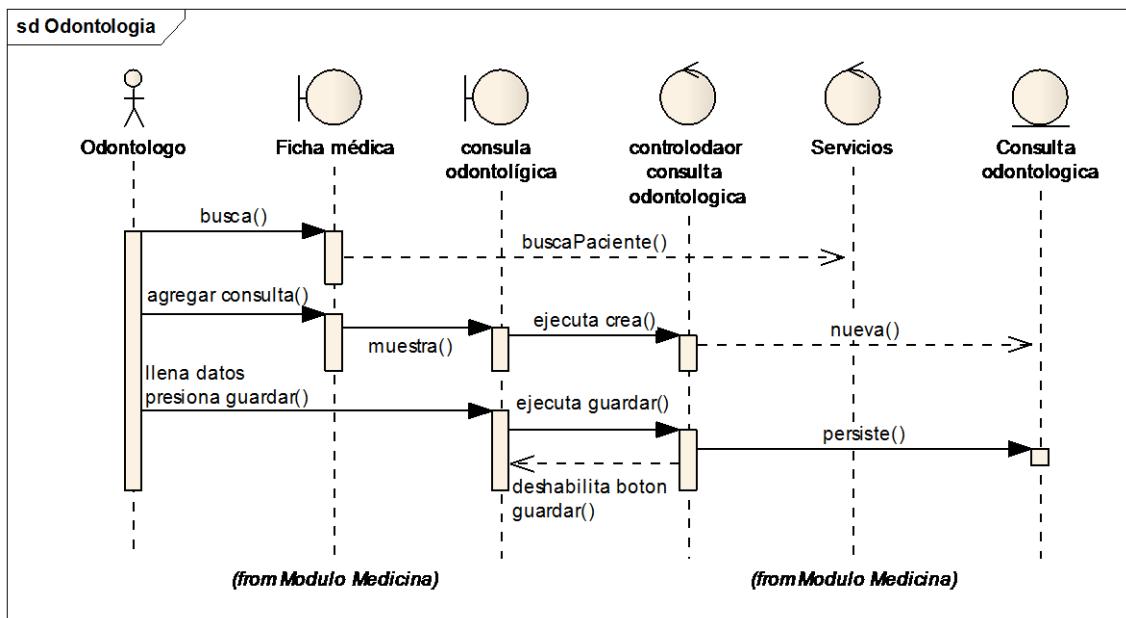 sd Odontologia
Odontologo
Ficha médica
consula
odontolígica
controlodaor
consulta
odontologica
Servicios
Consulta
odontologica
busca()
buscaPaciente()
agregar consulta()
muestra()
ejecuta crea()
nueva()
llena datos
presiona guardar()
ejecuta guardar()
persiste()
deshabilita boton
guardar()
(from Modulo Medicina)
(from Modulo Medicina)